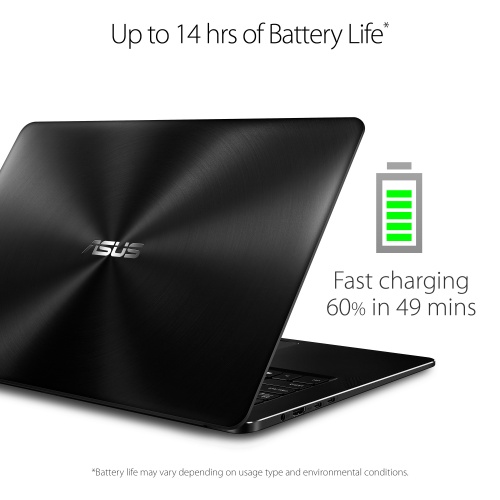 Up to 14 hrs of Battery Life*
ASUS
Fast charging
60% in 49 mins
*Battery life may vary depending on usage type and environmental conditions.